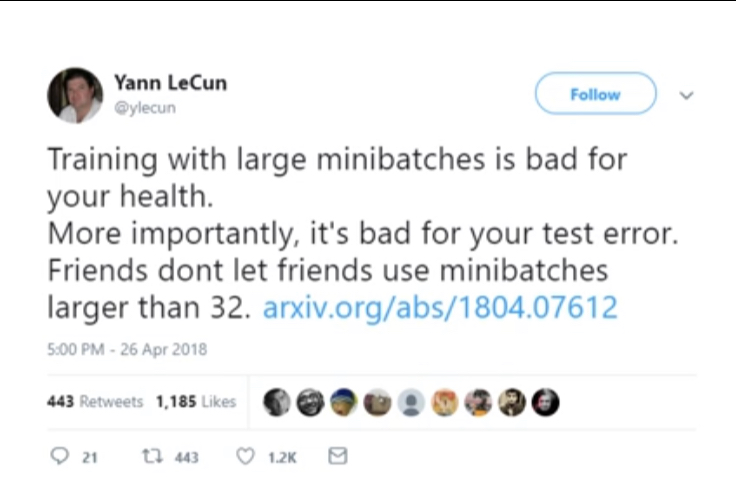 Yann LeCun
@ylecun
Follow
Training with large minibatches is bad for
your health.
More importantly, it's bad for your test error.
Friends dont let friends use minibatches
larger than 32. arxiv.org/abs/1804.07612
5:00 PM - 26 Apr 2018
443 Retweets 1,185 Likes
21 443 1.2K